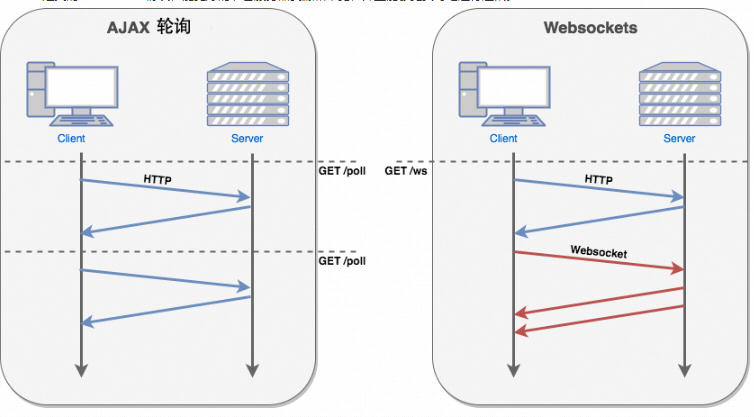 AJAX 轮询
Client
Server
HTTP
GET /poll
GET /poll
Websockets
Client
Server
GET /ws
HTTP
Websocket